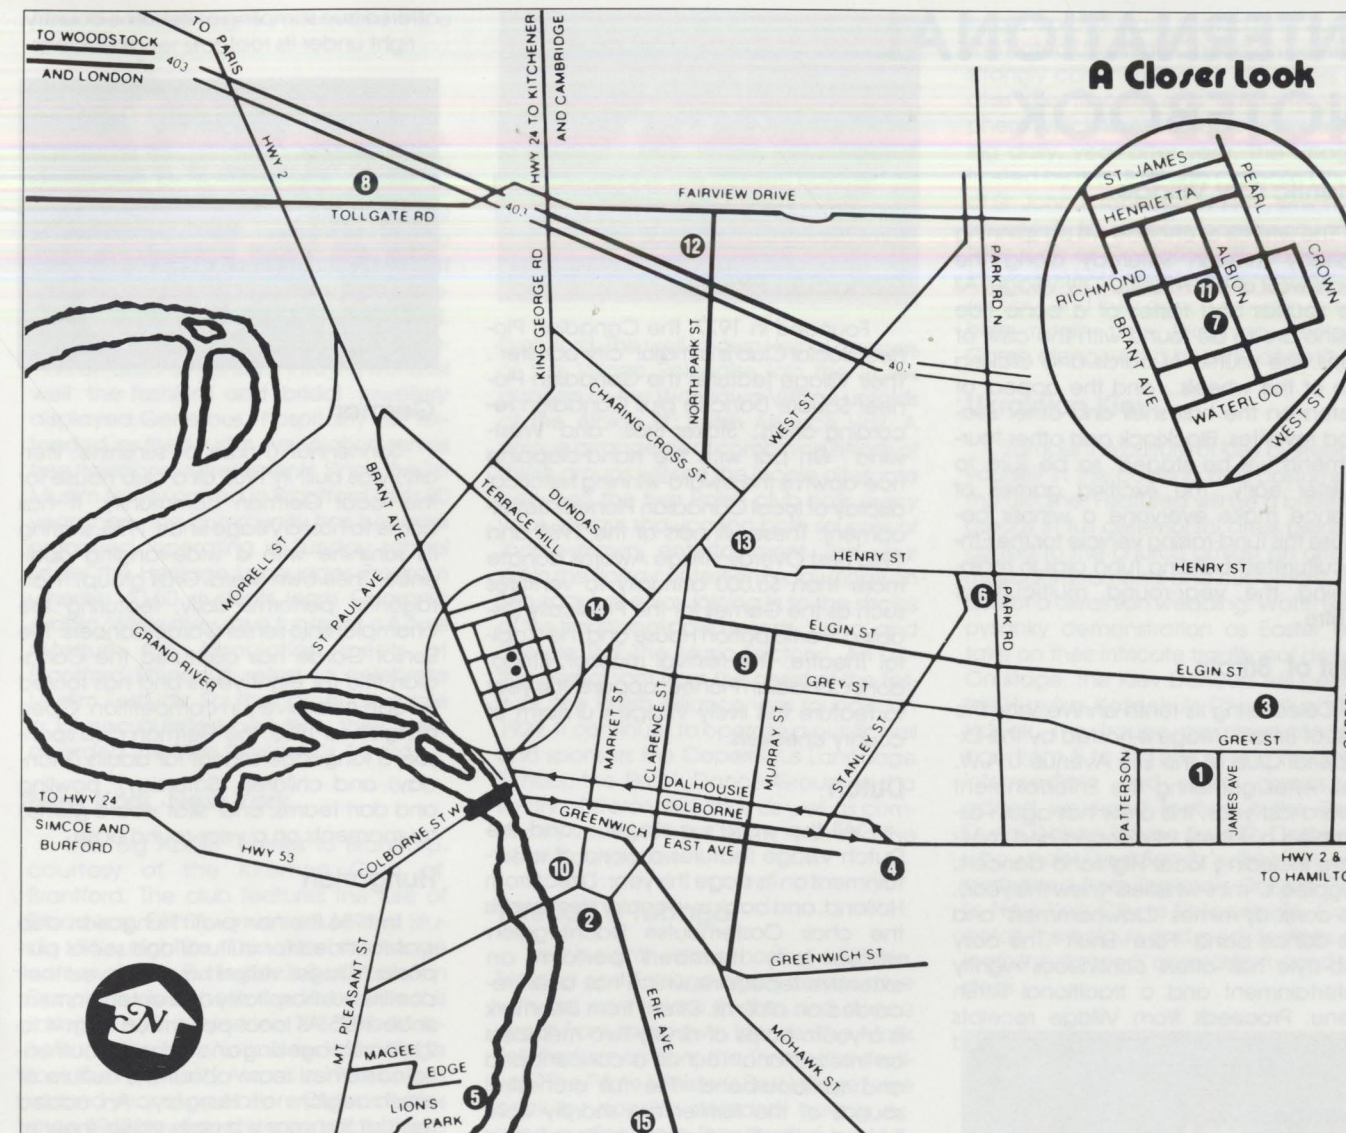 TO WOODSTOCK
AND LONDON
403
TO PARIS
HWY 2
HWY 24 TO KITCHENER
AND CAMBRIDGE
A Closer Look
8
TOLLGATE RD
403
FAIRVIEW DRIVE
12
KING GEORGE RD
NORTH PARK ST
WEST ST
PARK RD N
ST JAMES
HENRIETTA
PEARL
RICHMOND
ALBION
CROWN
11
7
BRANT AVE
WATERLOO
WEST ST
CHARING CROSS ST
BRANT AVE
TERRACE HILL
DUNDAS
MORRELL ST
ST PAUL AVE
GRAND RIVER
13
HENRY ST
HENRY ST
14
6
PARK RD
ELGIN ST
9
GREY ST
ELGIN ST
3
GREY ST
MARKET ST
CLARENCE ST
MURRAY ST
STANLEY ST
PATERSON
1
JAMES AVE
DALHOUSIE
COLBORNE
GREENWICH
EAST AVE
TO HWY 24
SIMCOE AND
BURFORD
HWY 53
COLBORNE ST W
10
2
4
HWY 2 &
GREENWICH ST
N
MT PLEASANT ST
ERIE AVE
MOHAWK ST
MAGEE
EDGE
LION'S
PARK
5
15